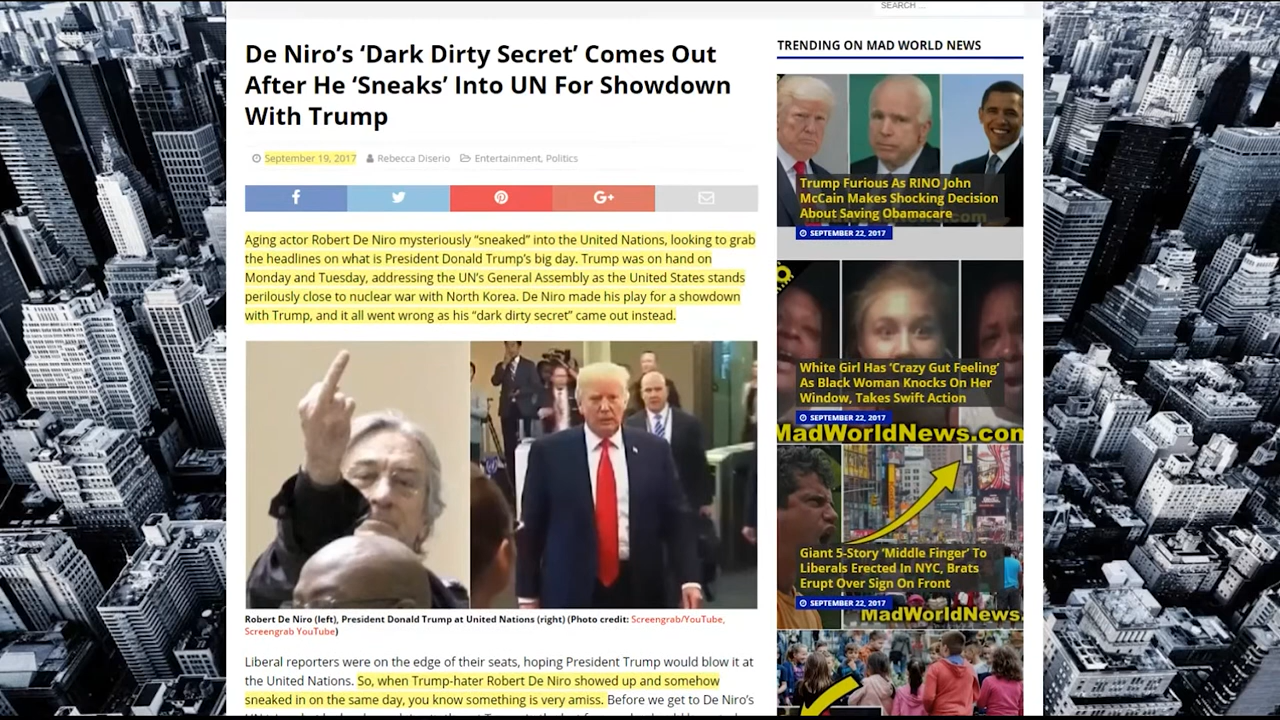 SEARCH ...
De Niro’s ‘Dark Dirty Secret’ Comes Out
After He ‘Sneaks’ Into UN For Showdown
With Trump
September 19, 2017 Rebecca Diserio Entertainment, Politics
Aging actor Robert De Niro mysteriously “sneaked” into the United Nations, looking to grab
the headlines on what is President Donald Trump’s big day. Trump was on hand on
Monday and Tuesday, addressing the UN’s General Assembly as the United States stands
perilously close to nuclear war with North Korea. De Niro made his play for a showdown
with Trump, and it all went wrong as his “dark dirty secret” came out instead.
Robert De Niro (left), President Donald Trump at United Nations (right) (Photo credit: Screengrab/YouTube,
Screengrab YouTube)
Liberal reporters were on the edge of their seats, hoping President Trump would blow it at
the United Nations. So, when Trump-hater Robert De Niro showed up and somehow
sneaked in on the same day, you know something is very amiss. Before we get to De Niro’s
TRENDING ON MAD WORLD NEWS
Trump Furious As RINO John
McCain Makes Shocking Decision
About Saving Obamacare
SEPTEMBER 22, 2017
White Girl Has ‘Crazy Gut Feeling’
As Black Woman Knocks On Her
Window, Takes Swift Action
SEPTEMBER 22, 2017
MadWorldNews.com
Giant 5-Story ‘Middle Finger’ To
Liberals Erected In NYC, Brats
Erupt Over Sign On Front
SEPTEMBER 22, 2017
MadWorldNews.